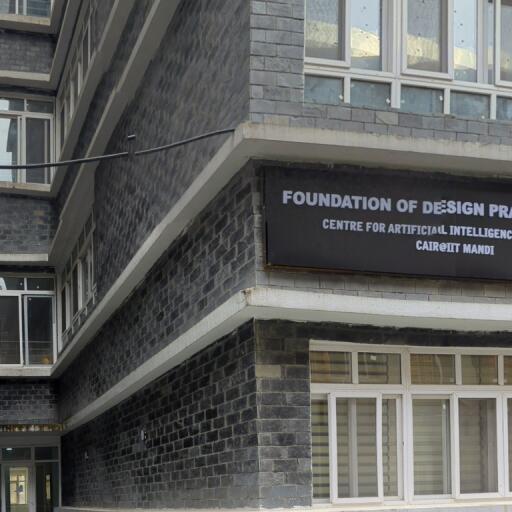 FOUNDATION OF DESIGN PRA
CENTRE FOR ARTIFICIAL INTELLIGENC
CAIR@IIT MANDI